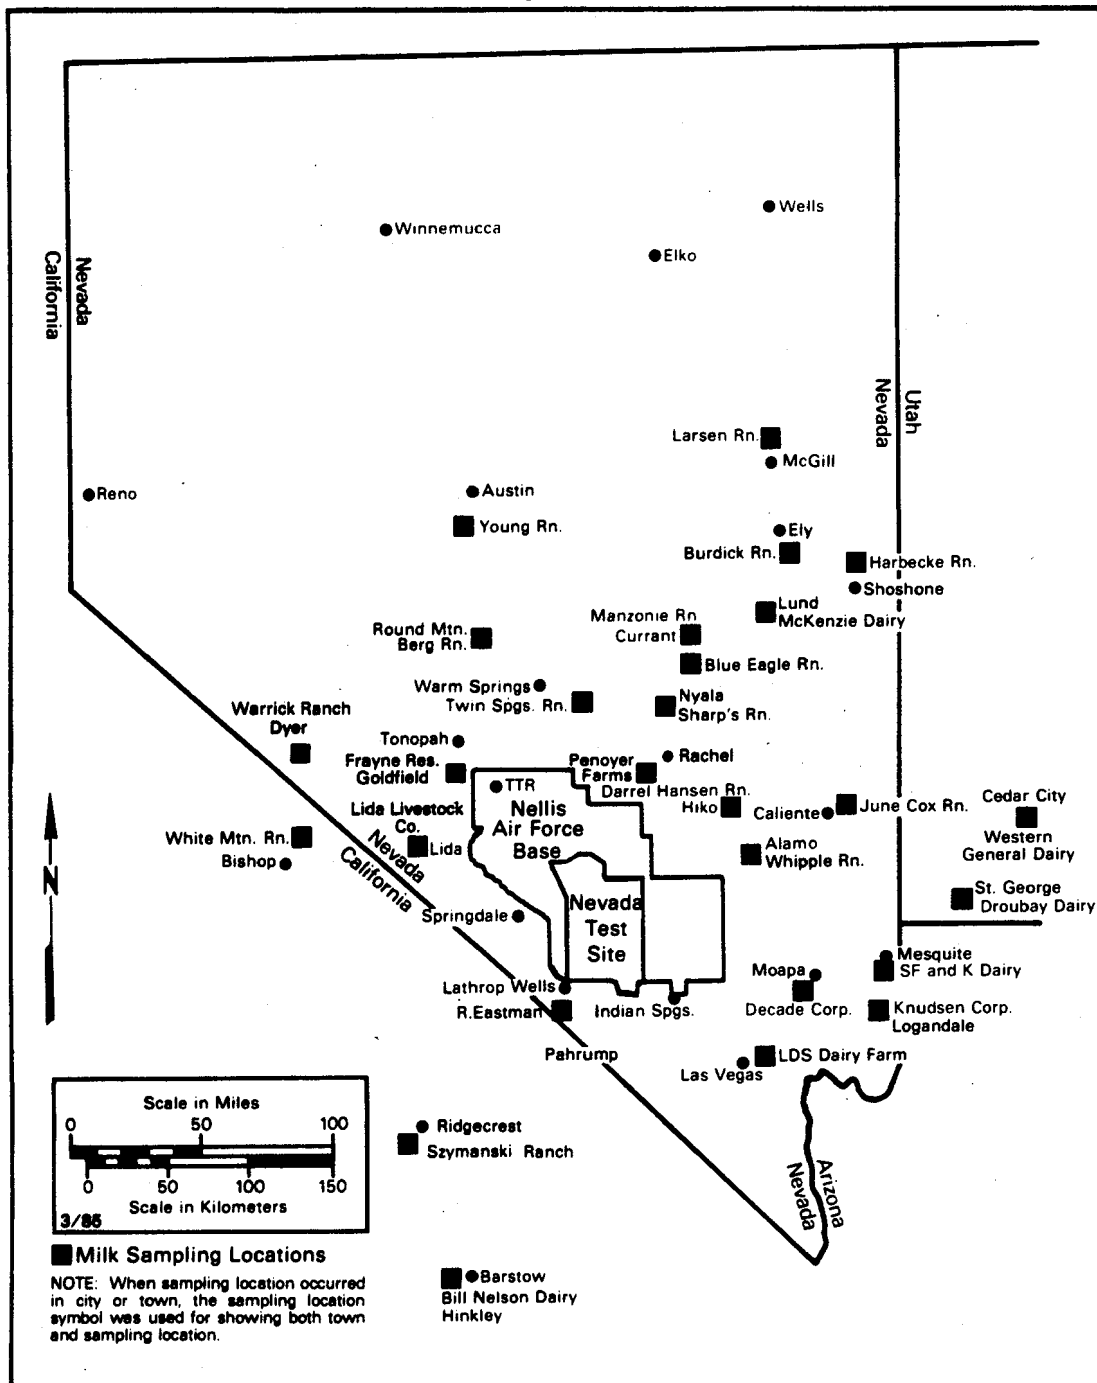 Wells
Winnemucca
Elko
Nevada
California
Nevada
Utah
Larsen Rn.
McGill
Reno
Austin
Young Rn.
Ely
Burdick Rn.
Harbecke Rn.
Shoshone
Lund
McKenzie Dairy
Manzonie Rn
Currant
Round Mtn.
Berg Rn.
Blue Eagle Rn.
Warm Springs
Twin Spgs. Rn.
Nyala
Sharp's Rn.
Warrick Ranch
Dyer
Tonopah
Rachel
Frayne Res.
Goldfield
Penoyer
Farms
TTR
Darrel Hansen Rn.
Hiko
Nellis
Air Force
Base
Caliente
June Cox Rn.
Cedar City
Western
General Dairy
Lida Livestock
Co.
Lida
White Mtn. Rn.
Bishop
Nevada
California
Alamo
Whipple Rn.
N
St. George
Droubay Dairy
Springdale
Nevada
Test
Site
Mesquite
SF and K Dairy
Moapa
Decade Corp.
Lathrop Wells
R.Eastman
Indian Spgs.
Knudsen Corp.
Logandale
Pahrump
LDS Dairy Farm
Las Vegas
Arizona
Nevada
Scale in Miles
0 50 100
0 50 100 150
Scale in Kilometers
3/85
Ridgecrest
Szymanski Ranch
Milk Sampling Locations
NOTE: When sampling location occurred
in city or town, the sampling location
symbol was used for showing both town
and sampling location.
Barstow
Bill Nelson Dairy
Hinkley